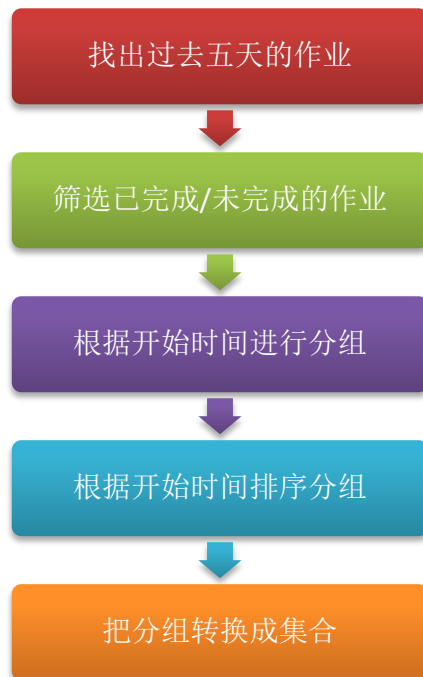 找出过去五天的作业
筛选已完成/未完成的作业
根据开始时间进行分组
根据开始时间排序分组
把分组转换成集合